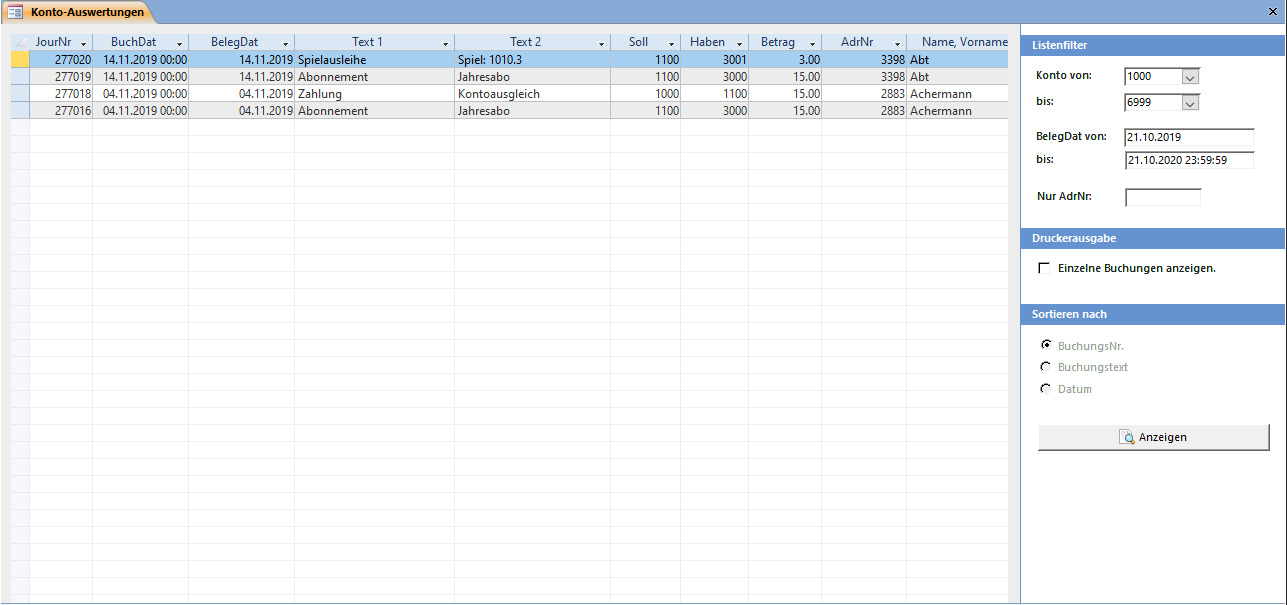 Konto-Auswertungen
JourNr BuchDat BelegDat Text 1 Text 2 Soll Haben Betrag AdrNr Name, Vorname
277020 14.11.2019 00:00 14.11.2019 Spielausleihe Spiel: 1010.3 1100 3001 3.00 3398 Abt
277019 14.11.2019 00:00 14.11.2019 Abonnement Jahresabo 1100 3000 15.00 3398 Abt
277018 04.11.2019 00:00 04.11.2019 Zahlung Kontoausgleich 1000 1100 15.00 2883 Achermann
277016 04.11.2019 00:00 04.11.2019 Abonnement Jahresabo 1100 3000 15.00 2883 Achermann
Listenfilter
Konto von: 1000
bis: 6999
BelegDat von: 21.10.2019
bis: 21.10.2020 23:59:59
Nur AdrNr:
Druckerausgabe
Einzelne Buchungen anzeigen.
Sortieren nach
BuchungsNr.
Buchungstext
Datum
Anzeigen